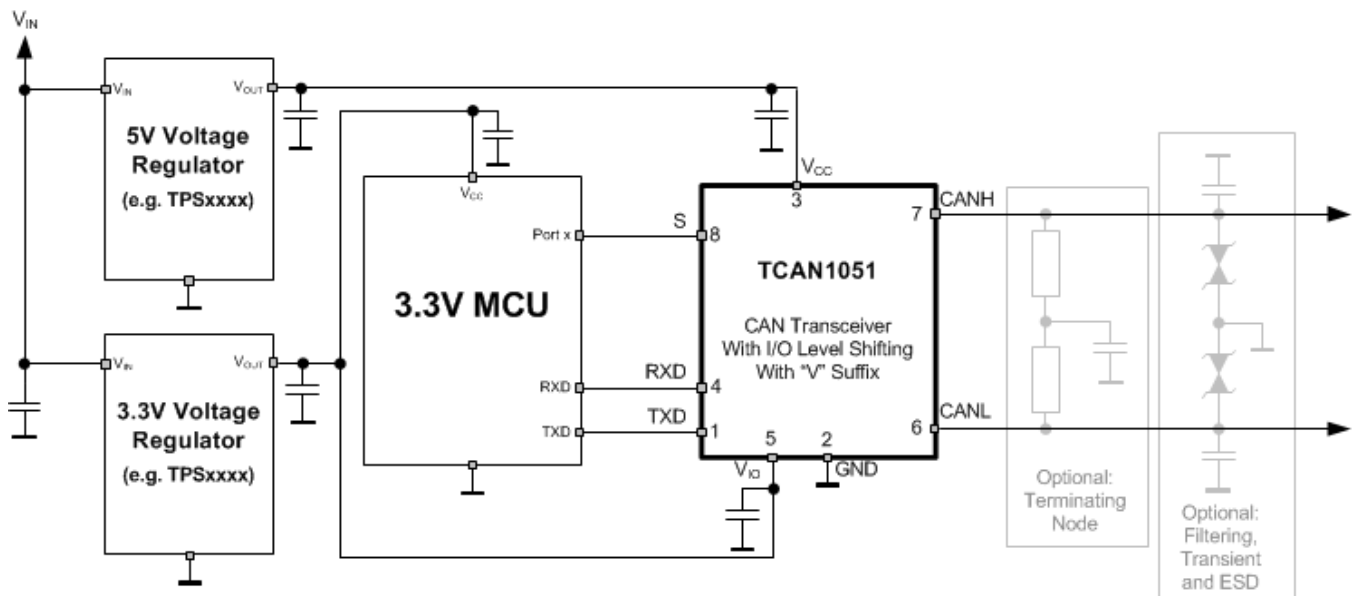 VIN
VIN
VOUT
5V Voltage
Regulator
(e.g. TPSxxxx)
VIN
VOUT
3.3V Voltage
Regulator
(e.g. TPSxxxx)
VCC
Port x
3.3V MCU
RXD
TXD
S
RXD
TXD
VCC
3
8
7
TCAN1051
CAN Transceiver
With I/O Level Shifting
With "V" Suffix
4
1
5
2
6
VIO
GND
CANH
CANL
Optional:
Terminating
Node
Optional:
Filtering,
Transient
and ESD